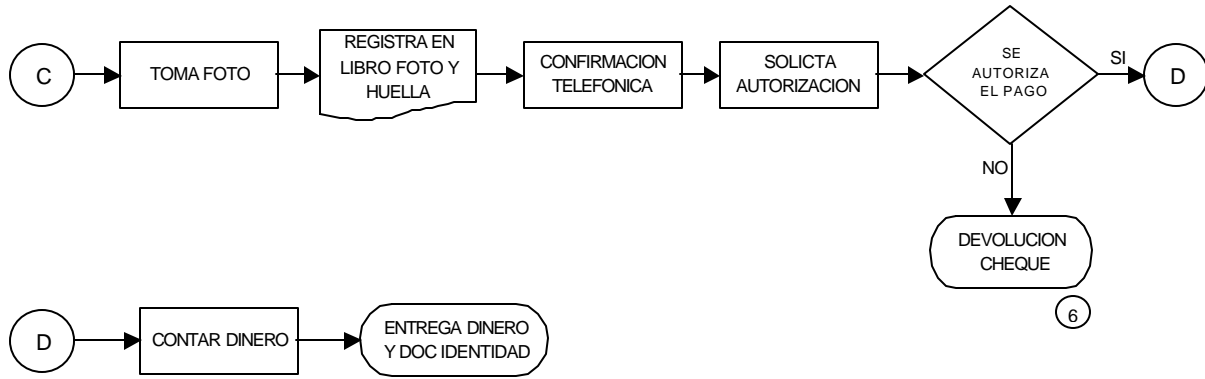 C
TOMA FOTO
REGISTRA EN
LIBRO FOTO Y
HUELLA
CONFIRMACION
TELEFONICA
SOLICTA
AUTORIZACION
SE
AUTORIZA
EL PAGO
SI
D
NO
DEVOLUCION
CHEQUE
6
D
CONTAR DINERO
ENTREGA DINERO
Y DOC IDENTIDAD